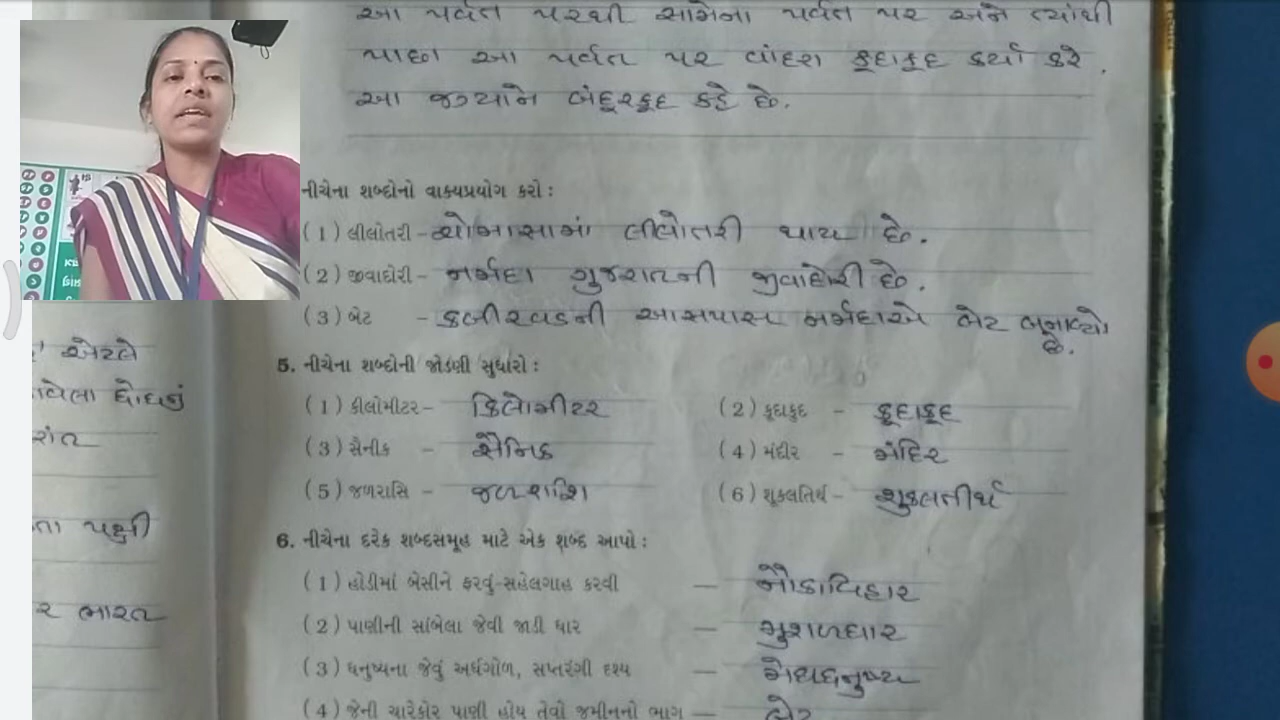 આ પર્વત પરથી સામેના પર્વત પર અને ત્યાંથી
પાછા આ પર્વત પર વાંદરા કૂદાકૂદ કર્યા કરે .
આ જગ્યાને બંદૂરકૂદ કહે છે.
નીચેના શબ્દોનો વાક્યપ્રયોગ કરો :
(1) લીલોતરી - ચોમાસામાં લીલોતરી થાય છે.
(2) જીવાદોરી - નર્મદા ગુજરાતની જીવાદોરી છે.
(3) બેટ - કબીરવડની આસપાસ નર્મદાએ બેટ બનાવ્યો
છે.
5. નીચેના શબ્દોની જોડણી સુધારો :
(1) કીલોમીટર - કિલોમીટર (2) કૂદાકુદ - કૂદાકૂદ
(3) સૈનીક - સૈનિક (4) મંદીર - મંદિર
(5) જળરાસિ - જળરાશિ (6) શૂકલતિર્થ - શુકલતીર્થ
6. નીચેના દરેક શબ્દસમૂહ માટે એક શબ્દ આપો :
(1) હોડીમાં બેસીને ફરવું-સહેલગાહ કરવી — નૌકાવિહાર
(2) પાણીની સાંબેલા જેવી જાડી ધાર — મુશળધાર
(3) ધનુષ્યના જેવું અર્ધગોળ, સપ્તરંગી દશ્ય — મેઘધનુષ્ય
(4) જેની ચારેકોર પાણી હોય તેવો જમીનનો ભાગ — બેટ
એટલે
પક્ષી
ર ભારત